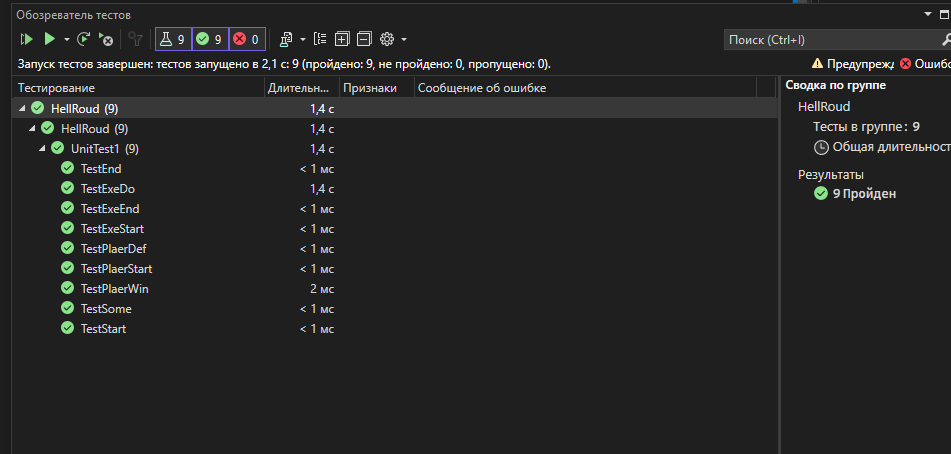 Обозреватель тестов
9 9 0
Поиск (Ctrl+I)
Запуск тестов завершен: тестов запущено в 2,1 с: 9 (пройдено: 9, не пройдено: 0, пропущено: 0).
Предупрежд Ошибо
Тестирование Длительн... Признаки Сообщение об ошибке
HellRoud (9) 1,4 с
HellRoud (9) 1,4 с
UnitTest1 (9) 1,4 с
TestEnd < 1 мс
TestExeDo 1,4 с
TestExeEnd < 1 мс
TestExeStart < 1 мс
TestPlaerDef < 1 мс
TestPlaerStart < 1 мс
TestPlaerWin 2 мс
TestSome < 1 мс
TestStart < 1 мс
Сводка по группе
HellRoud
Тесты в группе: 9
Общая длительност
Результаты
9 Пройден